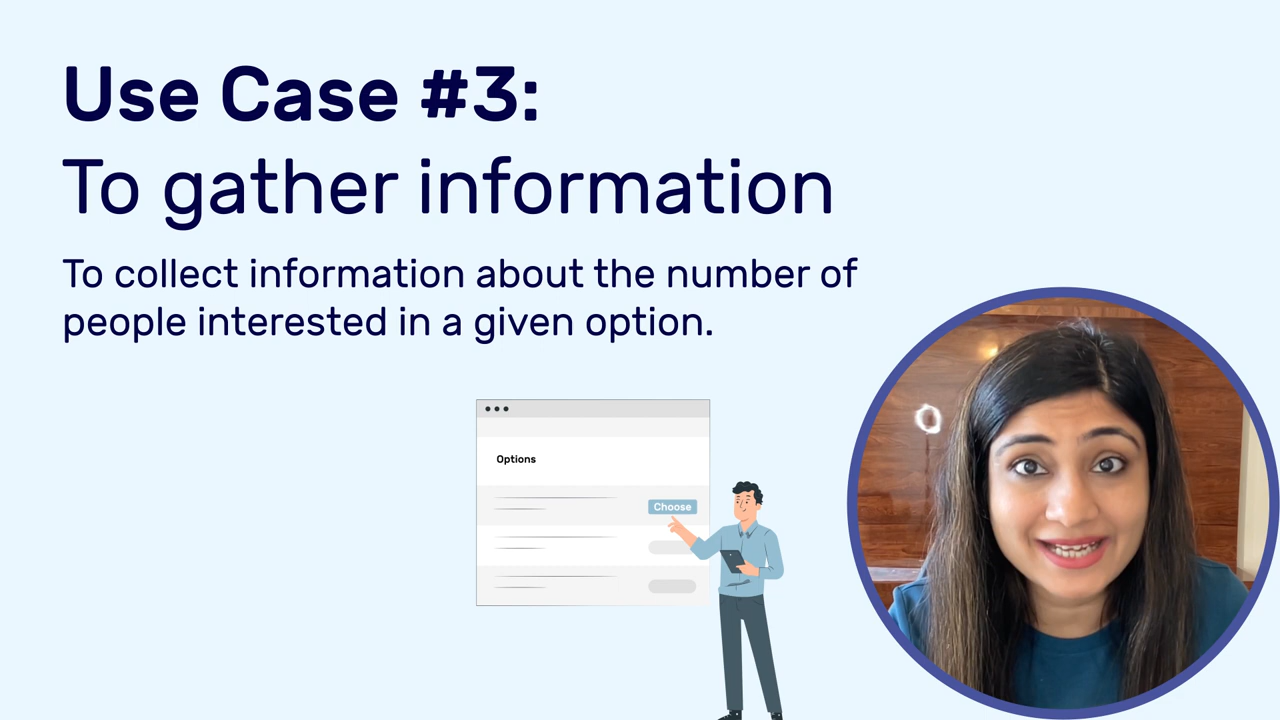 Use Case #3:
To gather information
To collect information about the number of
people interested in a given option.
Options
Choose